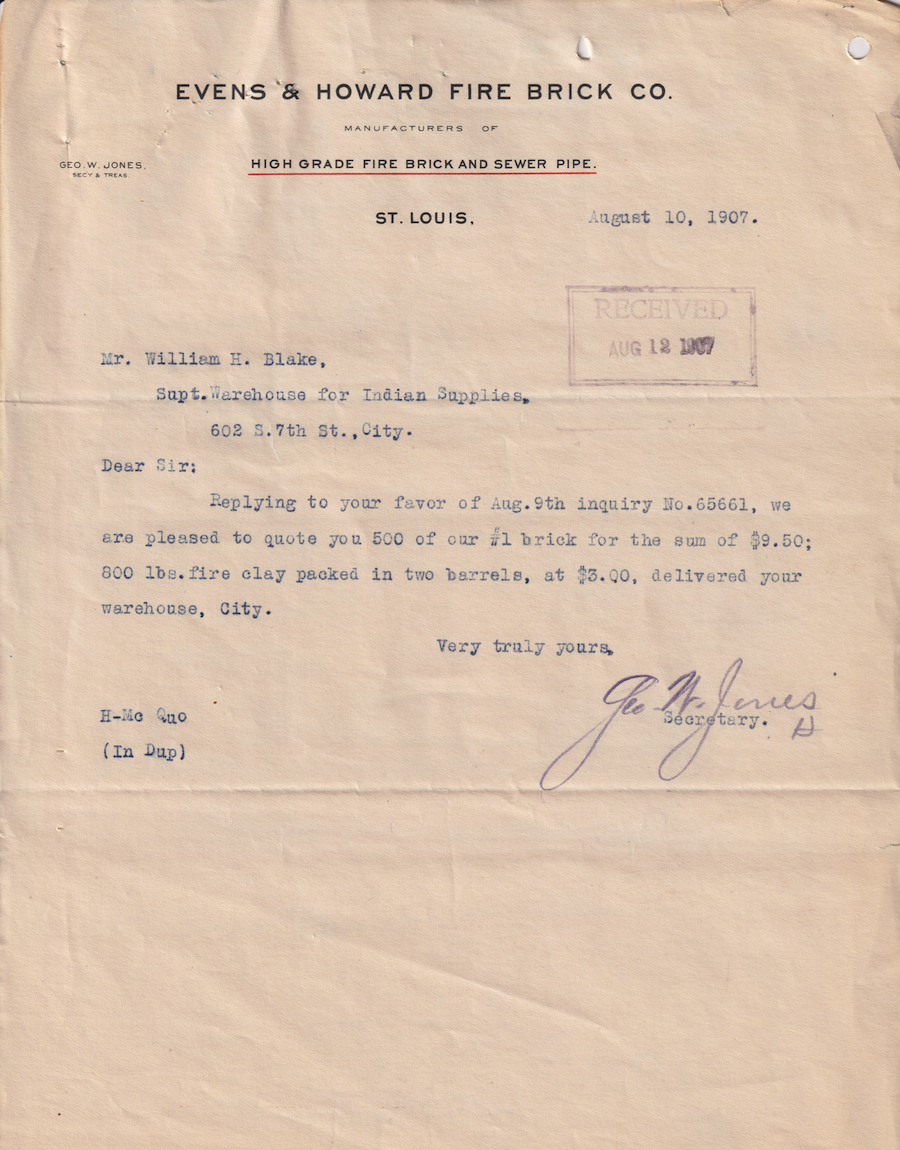 EVENS & HOWARD FIRE BRICK CO.
MANUFACTURERS OF
GEO. W. JONES.
SEC'Y & TREAS.
HIGH GRADE FIRE BRICK AND SEWER PIPE.
ST. LOUIS,
August 10, 1907.
RECEIVED
AUG 12 1907
Mr. William H. Blake,
Supt.Warehouse for Indian Supplies,
602 S.7th St.,City.
Dear Sir:
Replying to your favor of Aug.9th inquiry No.65661, we
are pleased to quote you 500 of our #1 brick for the sum of $9.50;
800 lbs.fire clay packed in two barrels, at $3.00, delivered your
warehouse, City.
Very truly yours,
Geo W. Jones
Secretary.
H
H-Mc Quo
(In Dup)